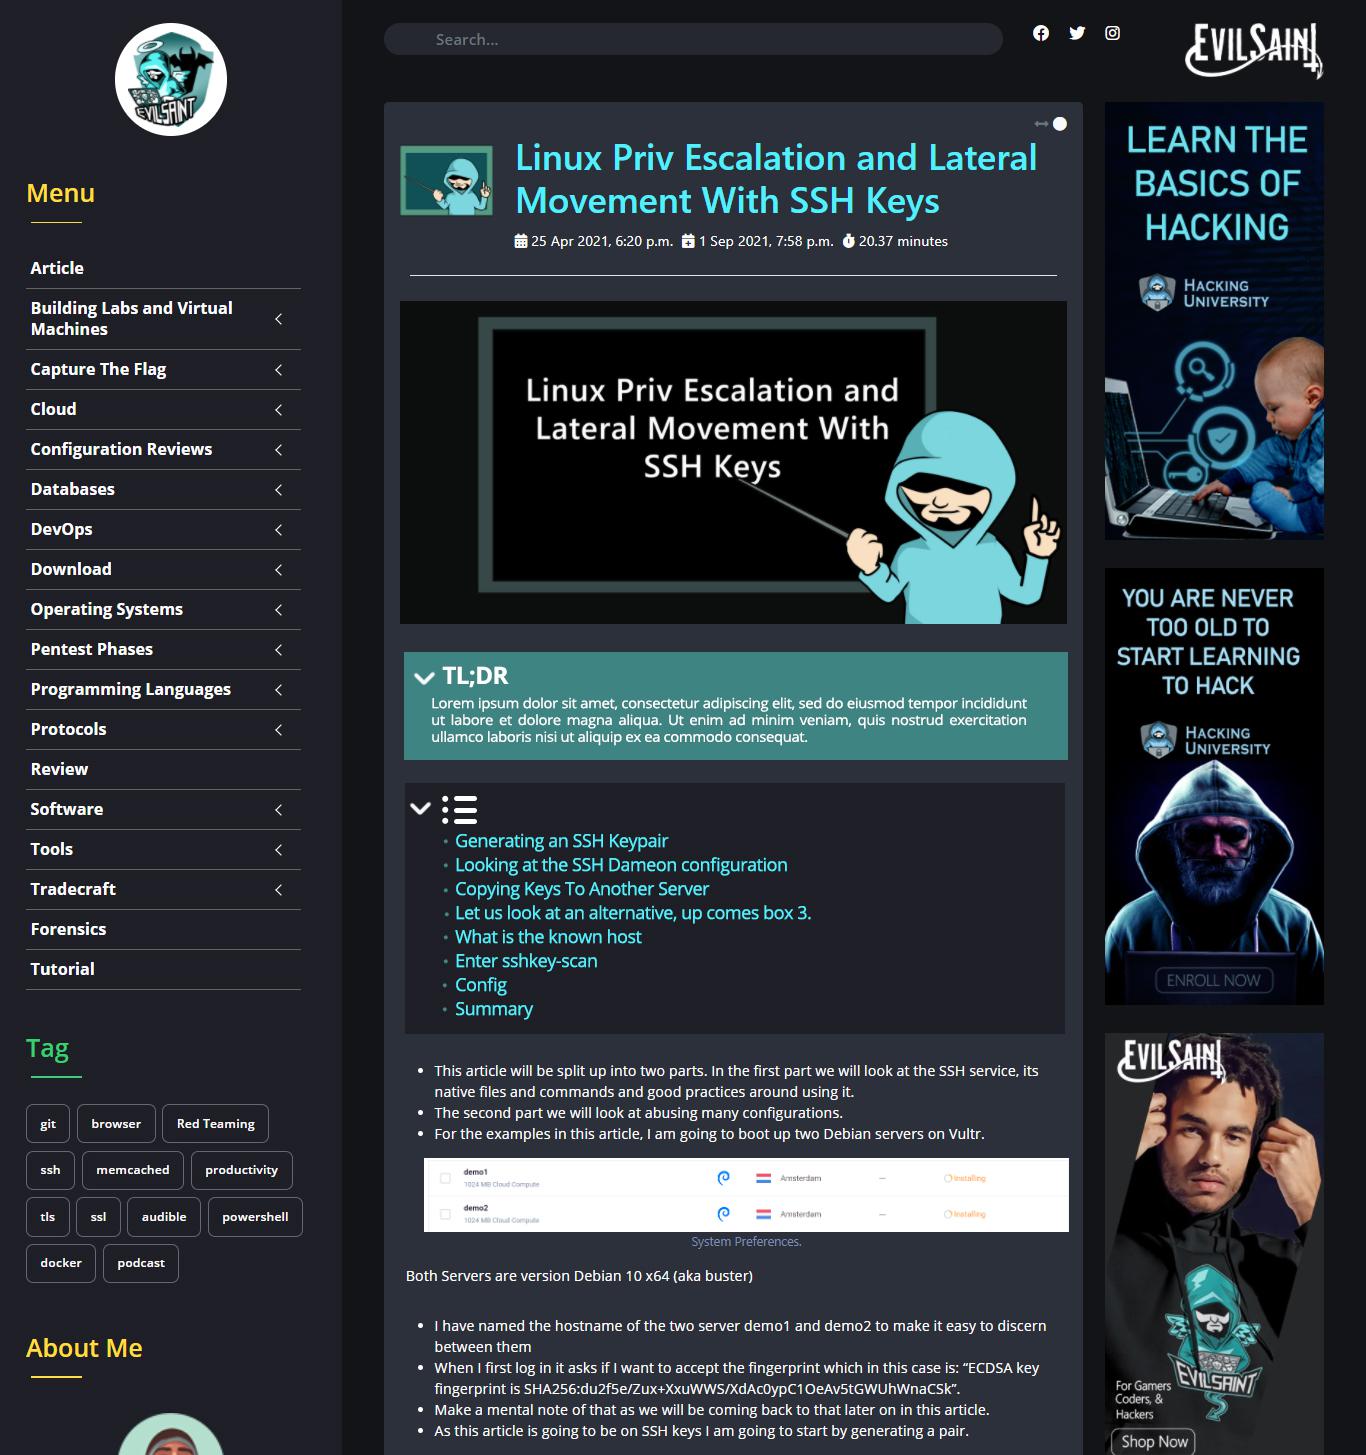 EVILSAINT
Search...
EVILSAINT
Menu
Article
Building Labs and Virtual
Machines
Capture The Flag
Cloud
Configuration Reviews
Databases
DevOps
Download
Operating Systems
Pentest Phases
Programming Languages
Protocols
Review
Software
Tools
Tradecraft
Forensics
Tutorial
Tag
git browser Red Teaming
ssh memcached productivity
tls ssl audible powershell
docker podcast
About Me
Linux Priv Escalation and Lateral
Movement With SSH Keys
25 Apr 2021, 6:20 p.m. 1 Sep 2021, 7:58 p.m. 20.37 minutes
Linux Priv Escalation and
Lateral Movement With
SSH Keys
TL;DR
Lorem ipsum dolor sit amet, consectetur adipiscing elit, sed do eiusmod tempor incididunt
ut labore et dolore magna aliqua. Ut enim ad minim veniam, quis nostrud exercitation
ullamco laboris nisi ut aliquip ex ea commodo consequat.
Generating an SSH Keypair
Looking at the SSH Dameon configuration
Copying Keys To Another Server
Let us look at an alternative, up comes box 3.
What is the known host
Enter sshkey-scan
Config
Summary
This article will be split up into two parts. In the first part we will look at the SSH service, its
native files and commands and good practices around using it.
The second part we will look at abusing many configurations.
For the examples in this article, I am going to boot up two Debian servers on Vultr.
demo1
1024 MB Cloud Compute
Amsterdam — Installing
demo2
1024 MB Cloud Compute
Amsterdam — Installing
System Preferences.
Both Servers are version Debian 10 x64 (aka buster)
I have named the hostname of the two server demo1 and demo2 to make it easy to discern
between them
When I first log in it asks if I want to accept the fingerprint which in this case is: “ECDSA key
fingerprint is SHA256:du2f5e/Zux+XxuWWS/XdAc0ypC1OeAv5tGWUhWnaCSk”.
Make a mental note of that as we will be coming back to that later on in this article.
As this article is going to be on SSH keys I am going to start by generating a pair.
LEARN THE
BASICS OF
HACKING
HACKING
UNIVERSITY
YOU ARE NEVER
TOO OLD TO
START LEARNING
TO HACK
HACKING
UNIVERSITY
ENROLL NOW
EVILSAINT
EVILSAINT
For Gamers
Coders, &
Hackers
Shop Now